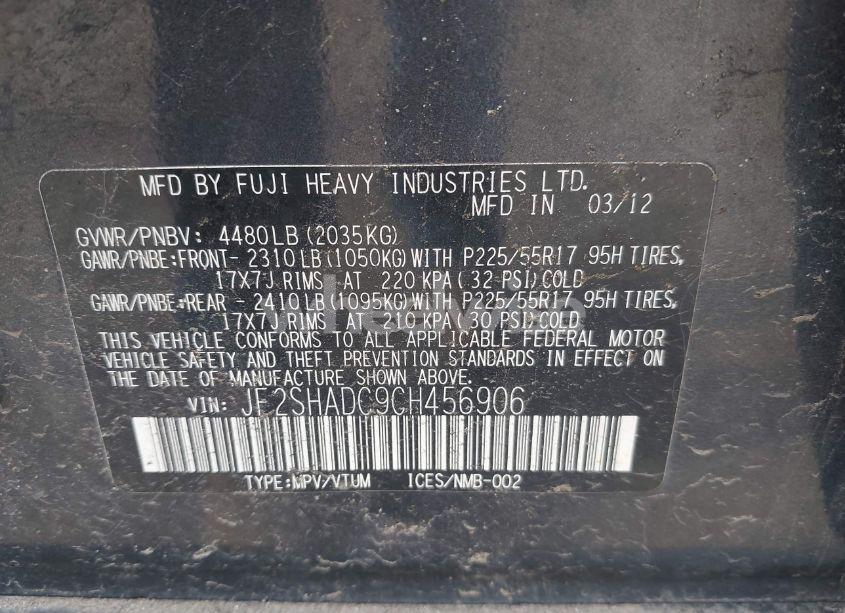 MFD BY FUJI HEAVY INDUSTRIES LTD.
MFD IN 03/12
GVWR/PNBV: 4480LB(2035KG)
GAWR/PNBE:FRONT- 2310LB(1050KG)WITH P225/55R17 95H TIRES,
17X7J RIMS AT 220 KPA(32 PSI)COLD
GAWR/PNBE:REAR - 2410LB(1095KG)WITH P225/55R17 95H TIRES,
17X7J RIMS AT 210 KPA(30 PSI)COLD
THIS VEHICLE CONFORMS TO ALL APPLICABLE FEDERAL MOTOR
VEHICLE SAFETY AND THEFT PREVENTION STANDARDS IN EFFECT ON
THE DATE OF MANUFACTURE SHOWN ABOVE.
VIN: JF2SHADC9CH456906
TYPE:MPV/VTUM ICES/NMB-002